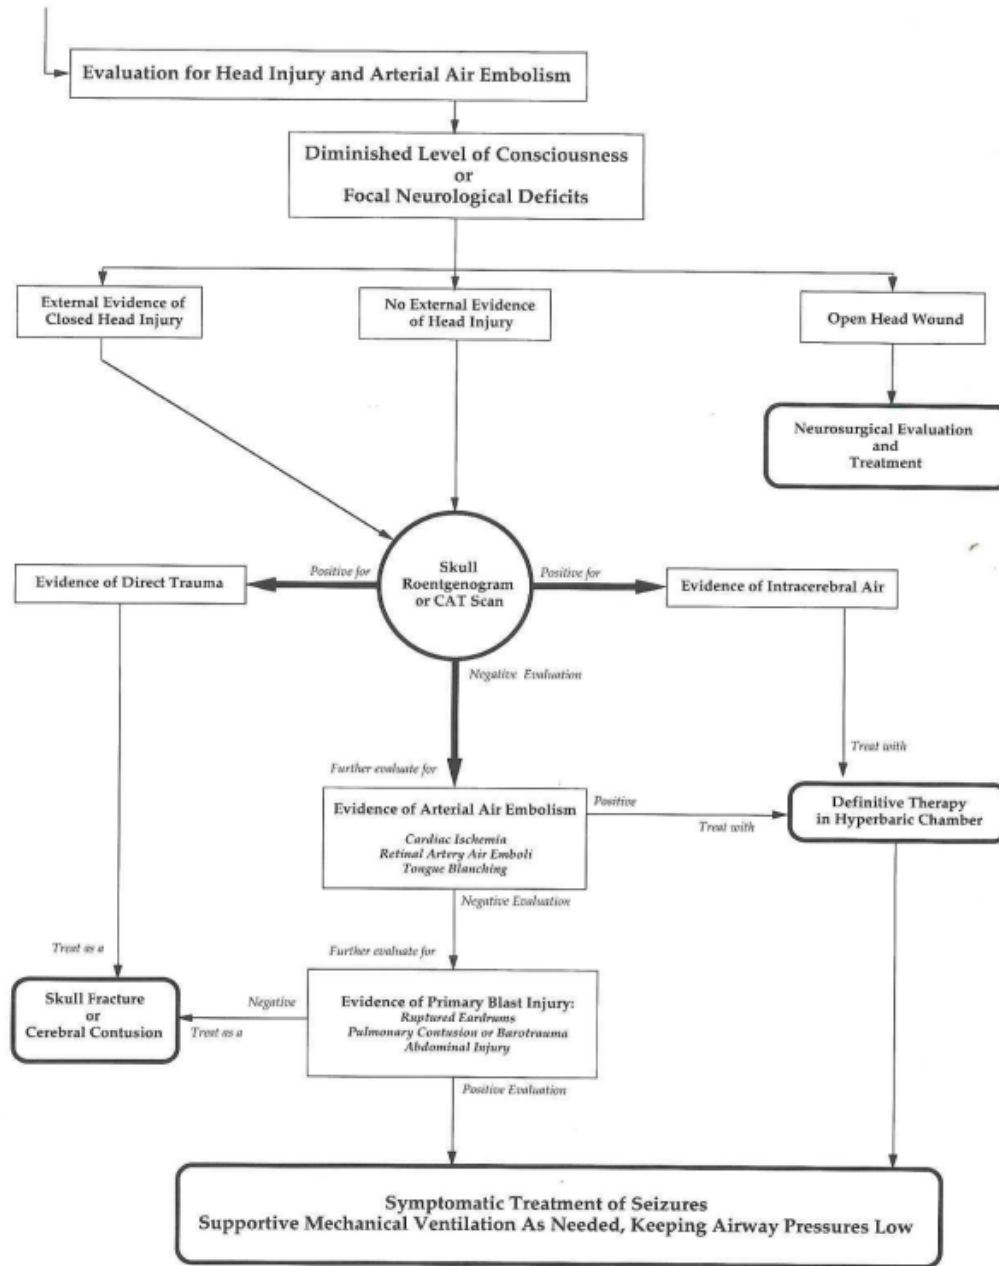 Evaluation for Head Injury and Arterial Air Embolism
Diminished Level of Consciousness
or
Focal Neurological Deficits
External Evidence of
Closed Head Injury
No External Evidence
of Head Injury
Open Head Wound
Neurosurgical Evaluation
and
Treatment
Skull
Roentgenogram
or CAT Scan
Positive for
Evidence of Direct Trauma
Positive for
Evidence of Intracerebral Air
Negative Evaluation
Treat with
Further evaluate for
Evidence of Arterial Air Embolism
Cardiac Ischemia
Retinal Artery Air Emboli
Tongue Blanching
Positive
Treat with
Definitive Therapy
in Hyperbaric Chamber
Negative Evaluation
Further evaluate for
Treat as a
Skull Fracture
or
Cerebral Contusion
Negative
Treat as a
Evidence of Primary Blast Injury:
Ruptured Eardrums
Pulmonary Contusion or Barotrauma
Abdominal Injury
Positive Evaluation
Symptomatic Treatment of Seizures
Supportive Mechanical Ventilation As Needed, Keeping Airway Pressures Low